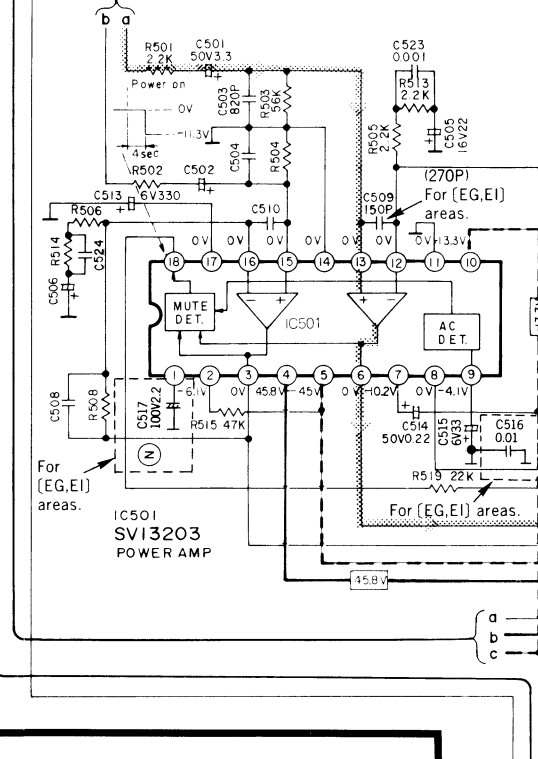 b a
R501
2.2K
C501
50V3.3
C523
0.001
R513
2.2K
Power on
0V
-11.3V
4sec
C503
820P
R503
56K
R505
2.2K
C505
16V22
C504
R504
R502
C502
C513 6V330
(270P)
For [EG,EI]
areas.
C509
150P
R506
C510
R514
C524
C506
0V 0V 0V 0V 0V 0V 0V -13.3V
18 17 16 15 14 13 12 11 10
MUTE
DET.
IC501
AC
DET.
1 2 3 4 5 6 7 8 9
-6.1V 0V 45.8V -45V 0V -10.2V 0V -4.1V
C508
R508
C517
100V2.2
R515 47K
C514
50V0.22
C515
6V33
C516
0.01
N
For
[EG,EI]
areas.
R519 22K
For [EG,EI] areas.
IC501
SVI3203
POWER AMP
45.8V
a
b
c